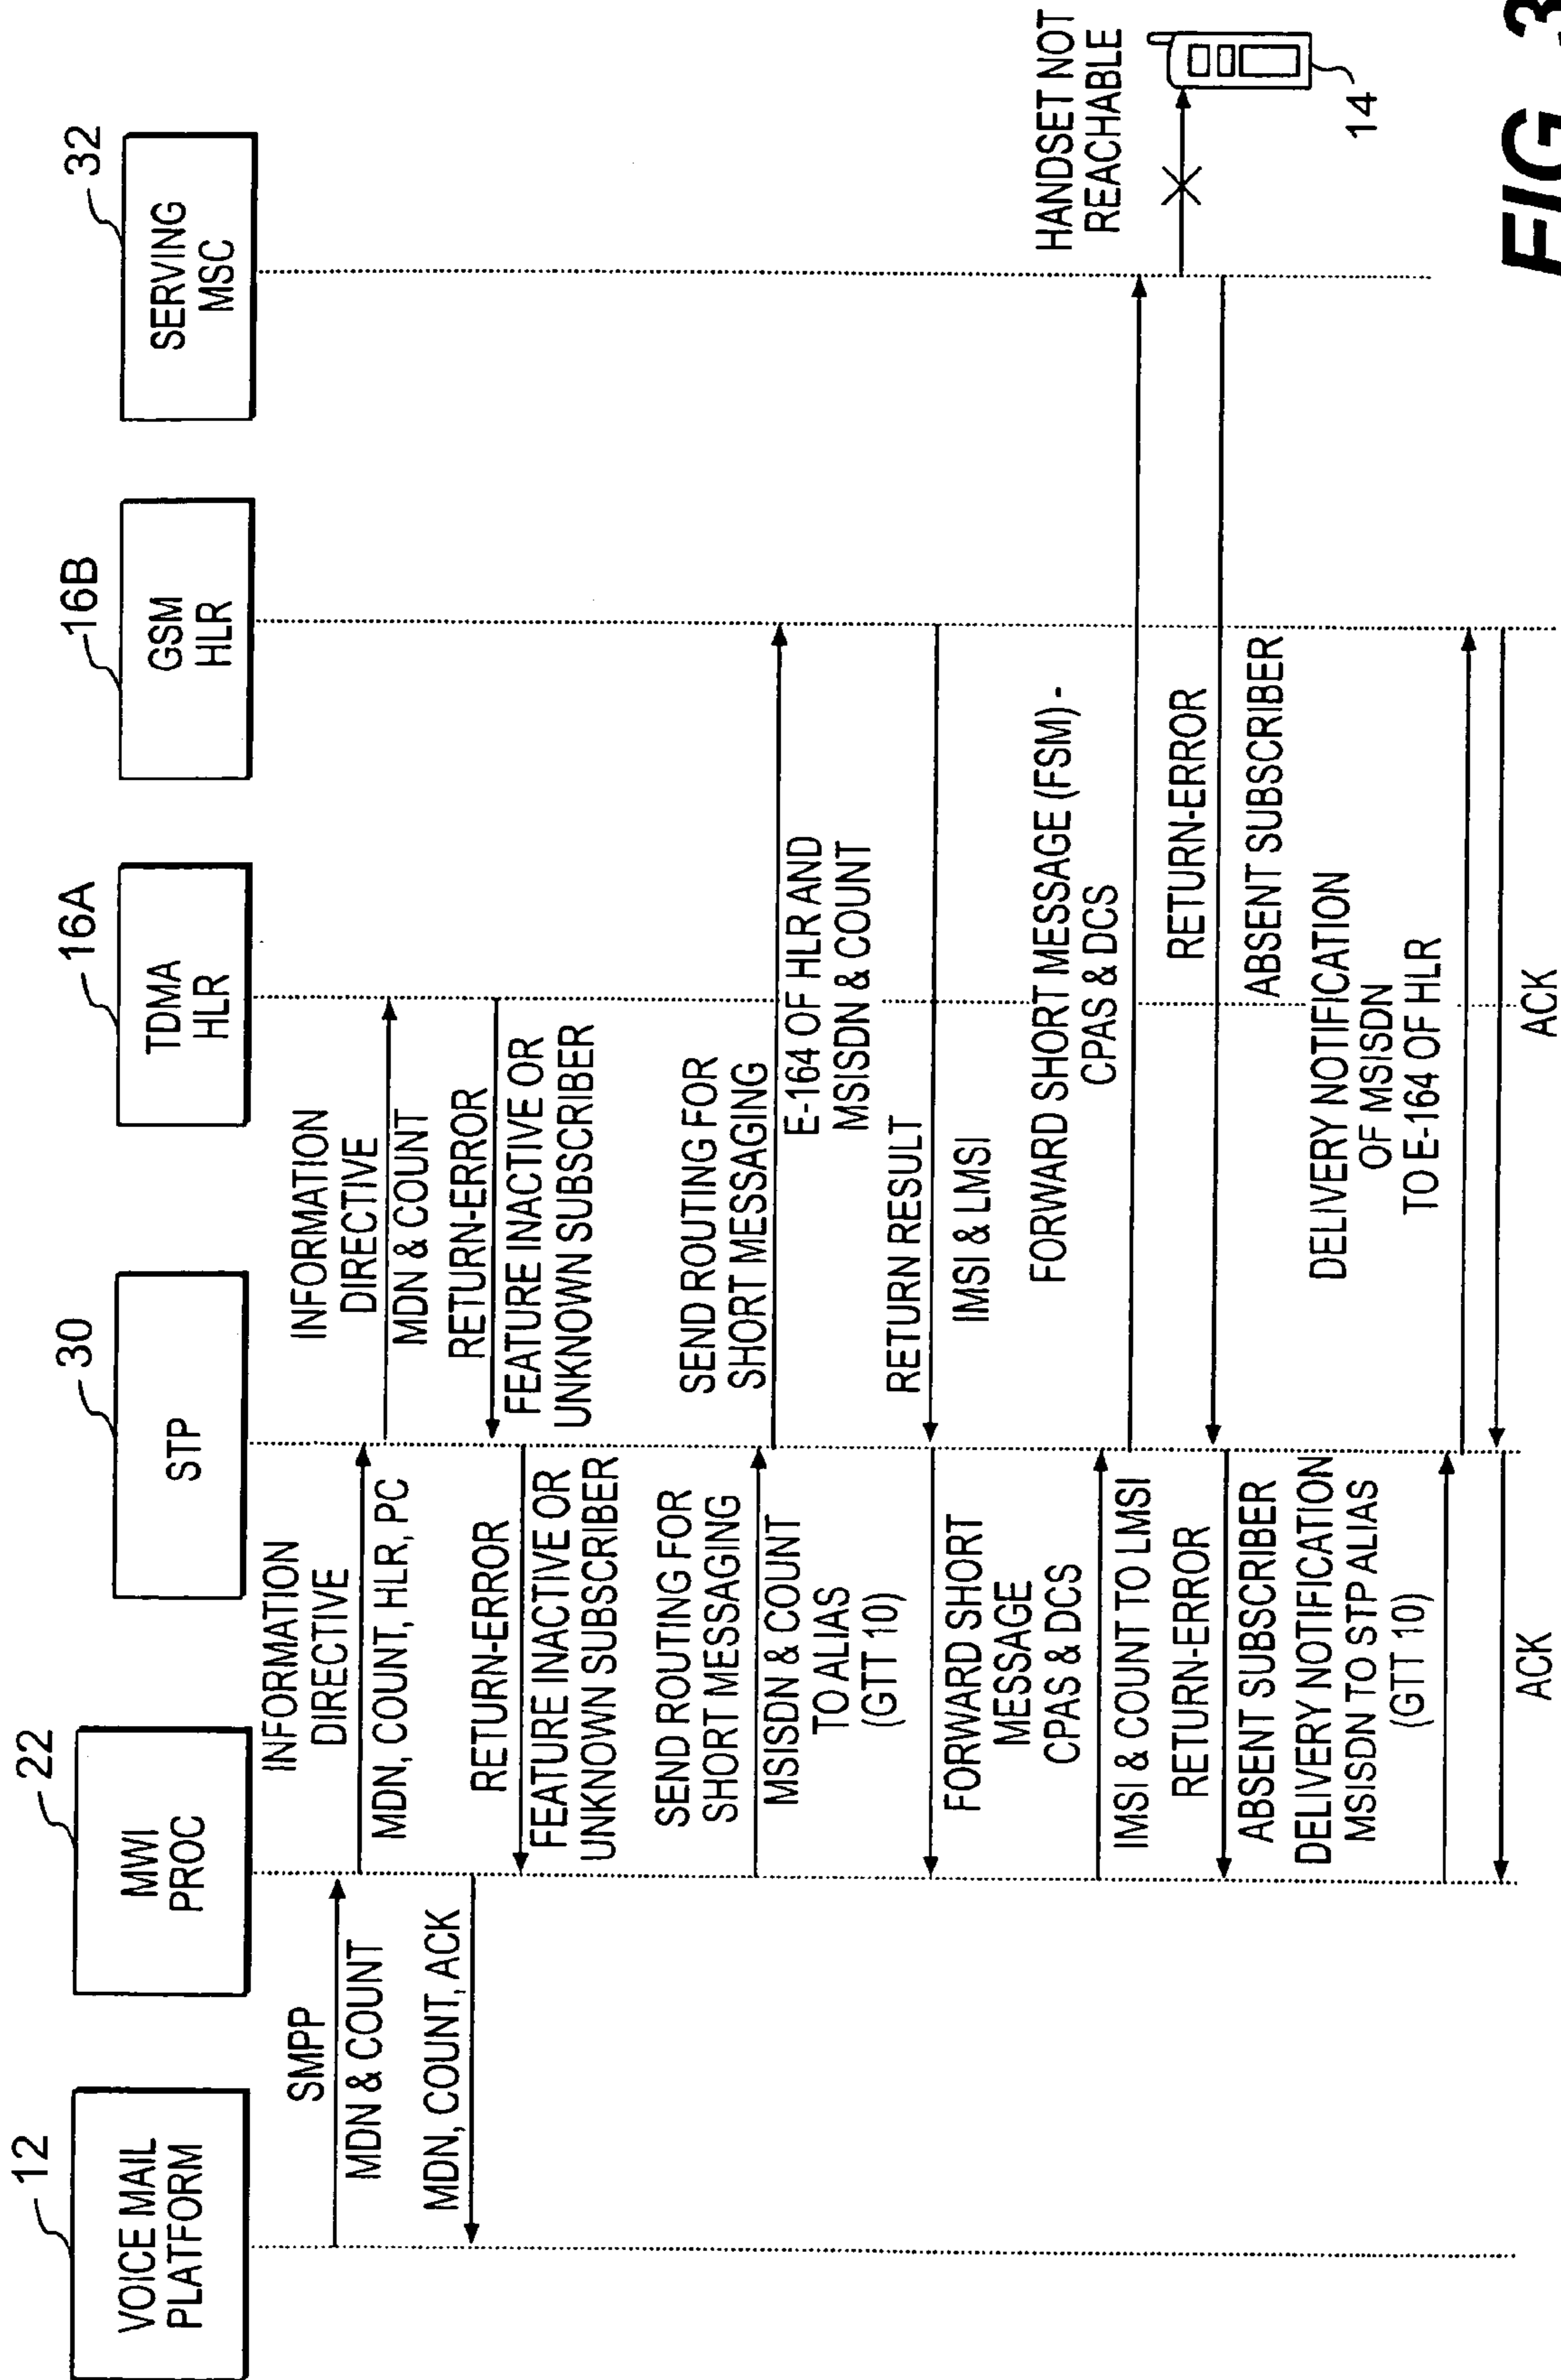 12
VOICE MAIL
PLATFORM
22
MWI
PROC
30
STP
16A
TDMA
HLR
16B
GSM
HLR
32
SERVING
MSC
SMPP
MDN & COUNT
MDN, COUNT, ACK
INFORMATION
DIRECTIVE
MDN, COUNT, HLR, PC
RETURN-ERROR
FEATURE INACTIVE OR
UNKNOWN SUBSCRIBER
SEND ROUTING FOR
SHORT MESSAGING
MSISDN & COUNT
TO ALIAS
(GTT 10)
FORWARD SHORT
MESSAGE
CPAS & DCS
IMSI & COUNT TO LMSI
RETURN-ERROR
ABSENT SUBSCRIBER
DELIVERY NOTIFICATION
MSISDN TO STP ALIAS
(GTT 10)
ACK
INFORMATION
DIRECTIVE
MDN & COUNT
RETURN-ERROR
FEATURE INACTIVE OR
UNKNOWN SUBSCRIBER
SEND ROUTING FOR
SHORT MESSAGING
E-164 OF HLR AND
MSISDN & COUNT
RETURN RESULT
IMSI & LMSI
FORWARD SHORT MESSAGE (FSM) -
CPAS & DCS
RETURN-ERROR
ABSENT SUBSCRIBER
DELIVERY NOTIFICATION
OF MSISDN
TO E-164 OF HLR
ACK
HANDSET NOT
REACHABLE
14
FIG. 3